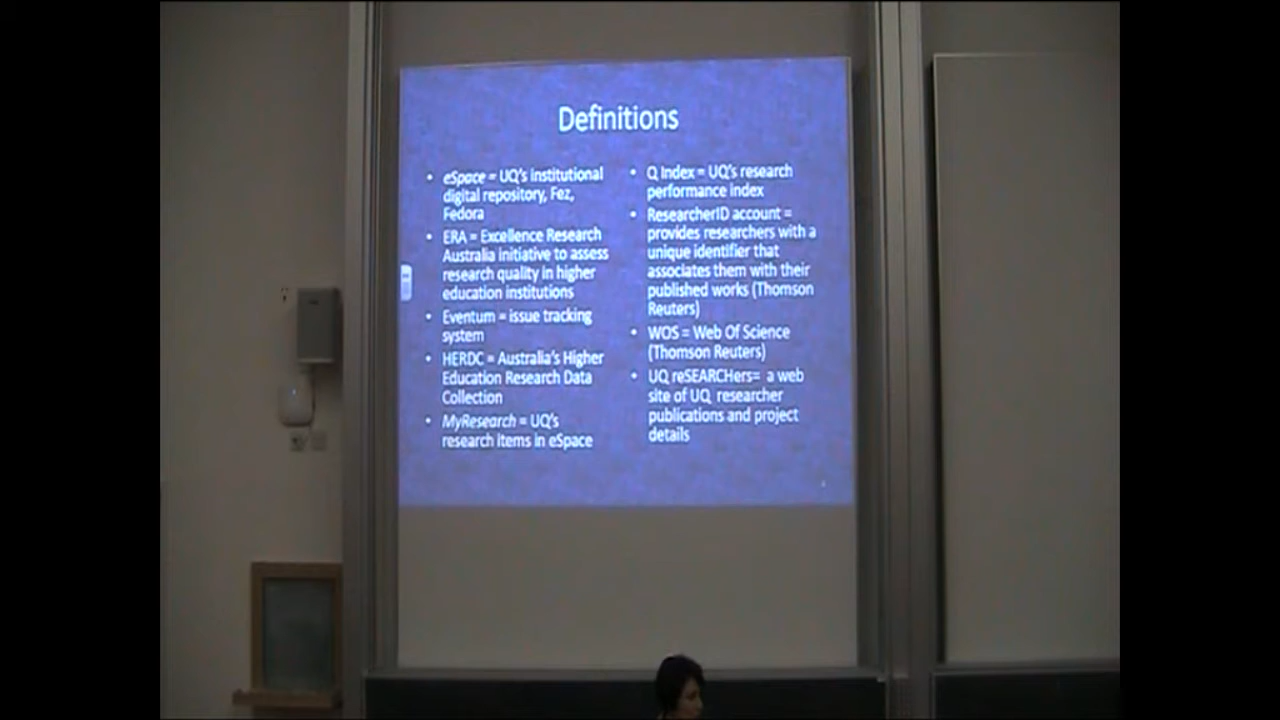 Definitions
• eSpace = UQ's institutional
digital repository, Fez,
Fedora
• ERA = Excellence Research
Australia initiative to assess
research quality in higher
education institutions
• Eventum = issue tracking
system
• HERDC = Australia's Higher
Education Research Data
Collection
• MyResearch = UQ's
research items in eSpace
• Q Index = UQ's research
performance index
• ResearcherID account =
provides researchers with a
unique identifier that
associates them with their
published works (Thomson
Reuters)
• WOS = Web Of Science
(Thomson Reuters)
• UQ reSEARCHers= a web
site of UQ researcher
publications and project
details